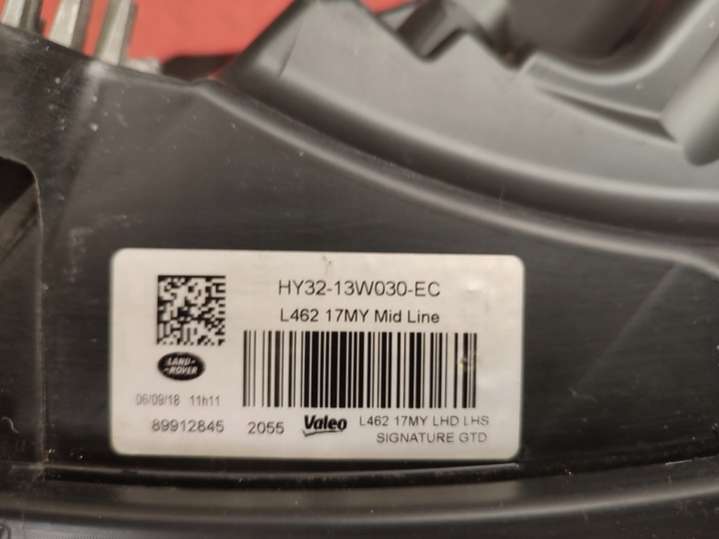 HY32-13W030-EC
L462 17MY Mid Line
LAND-
-ROVER
06/09/18 11h11
89912845 2055 Valeo L462 17MY LHD LHS
SIGNATURE GTD